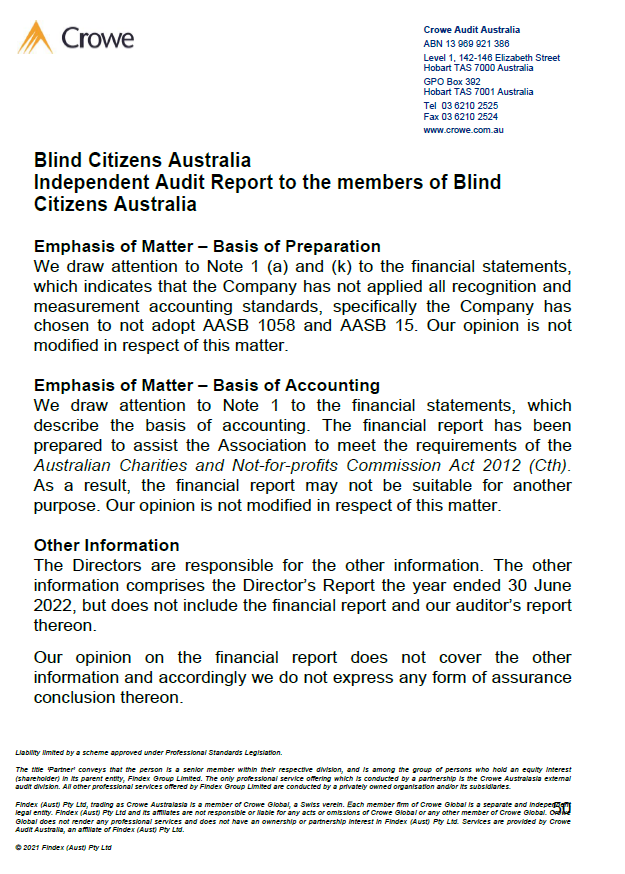 Crowe
Crowe Audit Australia
ABN 13 969 921 386
Level 1, 142-146 Elizabeth Street
Hobart TAS 7000 Australia
GPO Box 392
Hobart TAS 7001 Australia
Tel 03 6210 2525
Fax 03 6210 2524
www.crowe.com.au
Blind Citizens Australia
Independent Audit Report to the members of Blind
Citizens Australia
Emphasis of Matter – Basis of Preparation
We draw attention to Note 1 (a) and (k) to the financial statements,
which indicates that the Company has not applied all recognition and
measurement accounting standards, specifically the Company has
chosen to not adopt AASB 1058 and AASB 15. Our opinion is not
modified in respect of this matter.
Emphasis of Matter – Basis of Accounting
We draw attention to Note 1 to the financial statements, which
describe the basis of accounting. The financial report has been
prepared to assist the Association to meet the requirements of the
Australian Charities and Not-for-profits Commission Act 2012 (Cth).
As a result, the financial report may not be suitable for another
purpose. Our opinion is not modified in respect of this matter.
Other Information
The Directors are responsible for the other information. The other
information comprises the Director's Report the year ended 30 June
2022, but does not include the financial report and our auditor's report
thereon.
Our opinion on the financial report does not cover the other
information and accordingly we do not express any form of assurance
conclusion thereon.
Liability limited by a scheme approved under Professional Standards Legislation.
The title 'Partner' conveys that the person is a senior member within their respective division, and is among the group of persons who hold an equity interest
(shareholder) in its parent entity, Findex Group Limited. The only professional service offering which is conducted by a partnership is the Crowe Australasia external
audit division. All other professional services offered by Findex Group Limited are conducted by a privately owned organisation and/or its subsidiaries.
Findex (Aust) Pty Ltd, trading as Crowe Australasia is a member of Crowe Global, a Swiss verein. Each member firm of Crowe Global is a separate and independent
legal entity. Findex (Aust) Pty Ltd and its affiliates are not responsible or liable for any acts or omissions of Crowe Global or any other member of Crowe Global. Crowe
Global does not render any professional services and does not have an ownership or partnership interest in Findex (Aust) Pty Ltd. Services are provided by Crowe
Audit Australia, an affiliate of Findex (Aust) Pty Ltd.
© 2021 Findex (Aust) Pty Ltd
50